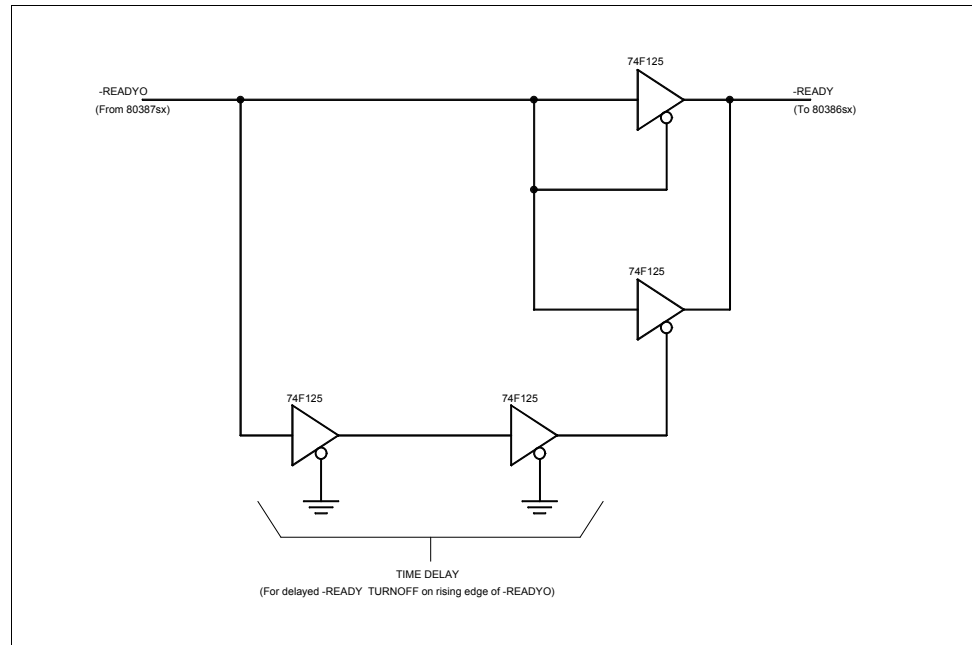 74F125
-READYO
(From 80387sx)
-READY
(To 80386sx)
74F125
74F125
74F125
TIME DELAY
(For delayed -READY TURNOFF on rising edge of -READYO)